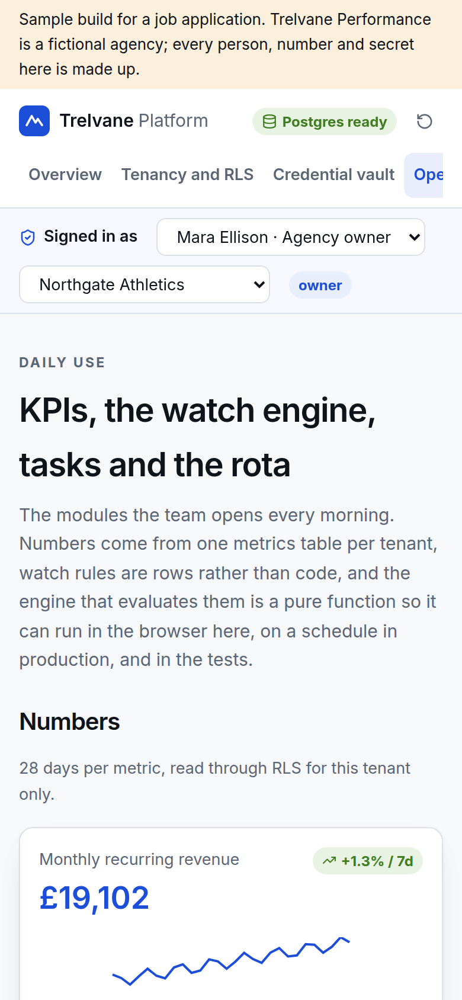 Sample build for a job application. Trelvane Performance
is a fictional agency; every person, number and secret
here is made up.
Trelvane Platform
Postgres ready
Overview
Tenancy and RLS
Credential vault
Ope
Signed in as
Mara Ellison · Agency owner
Northgate Athletics
owner
DAILY USE
KPIs, the watch engine,
tasks and the rota
The modules the team opens every morning.
Numbers come from one metrics table per tenant,
watch rules are rows rather than code, and the
engine that evaluates them is a pure function so it
can run in the browser here, on a schedule in
production, and in the tests.
Numbers
28 days per metric, read through RLS for this tenant
only.
Monthly recurring revenue
+1.3% / 7d
£19,102